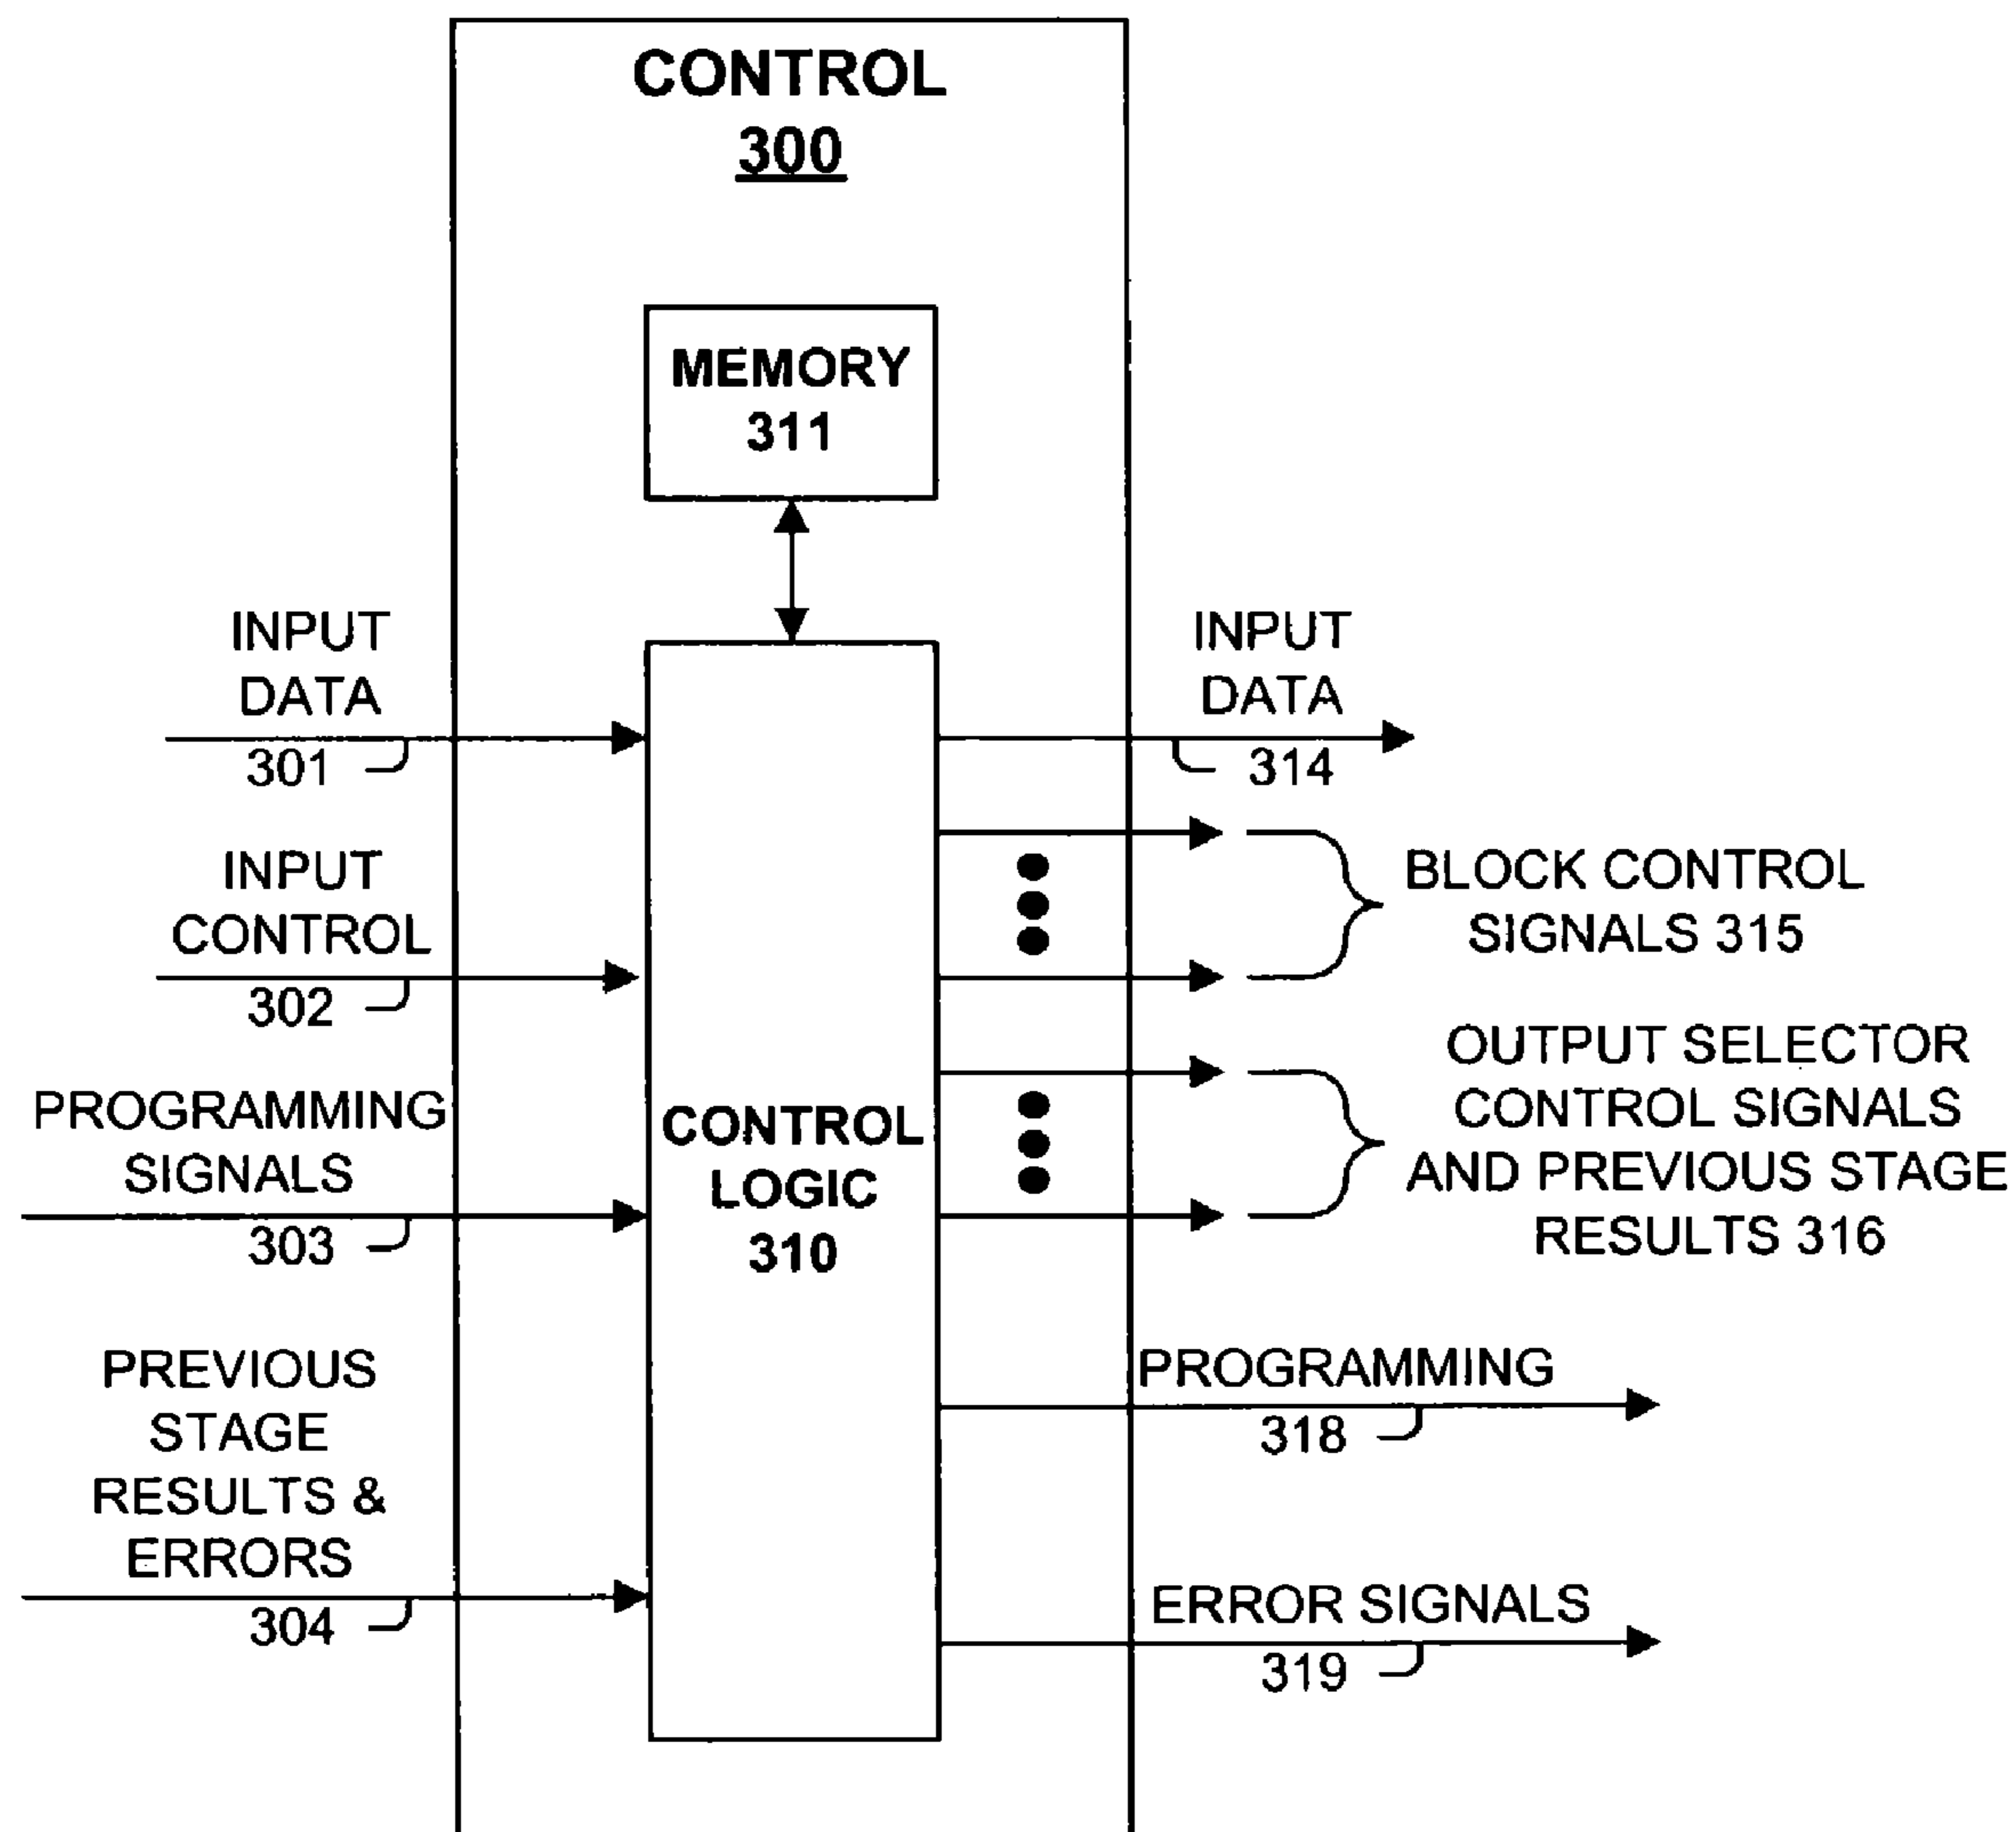 CONTROL
300
MEMORY
311
INPUT
DATA
301
INPUT
CONTROL
302
PROGRAMMING
SIGNALS
303
PREVIOUS
STAGE
RESULTS &
ERRORS
304
CONTROL
LOGIC
310
INPUT
DATA
314
BLOCK CONTROL
SIGNALS 315
OUTPUT SELECTOR
CONTROL SIGNALS
AND PREVIOUS STAGE
RESULTS 316
PROGRAMMING
318
ERROR SIGNALS
319